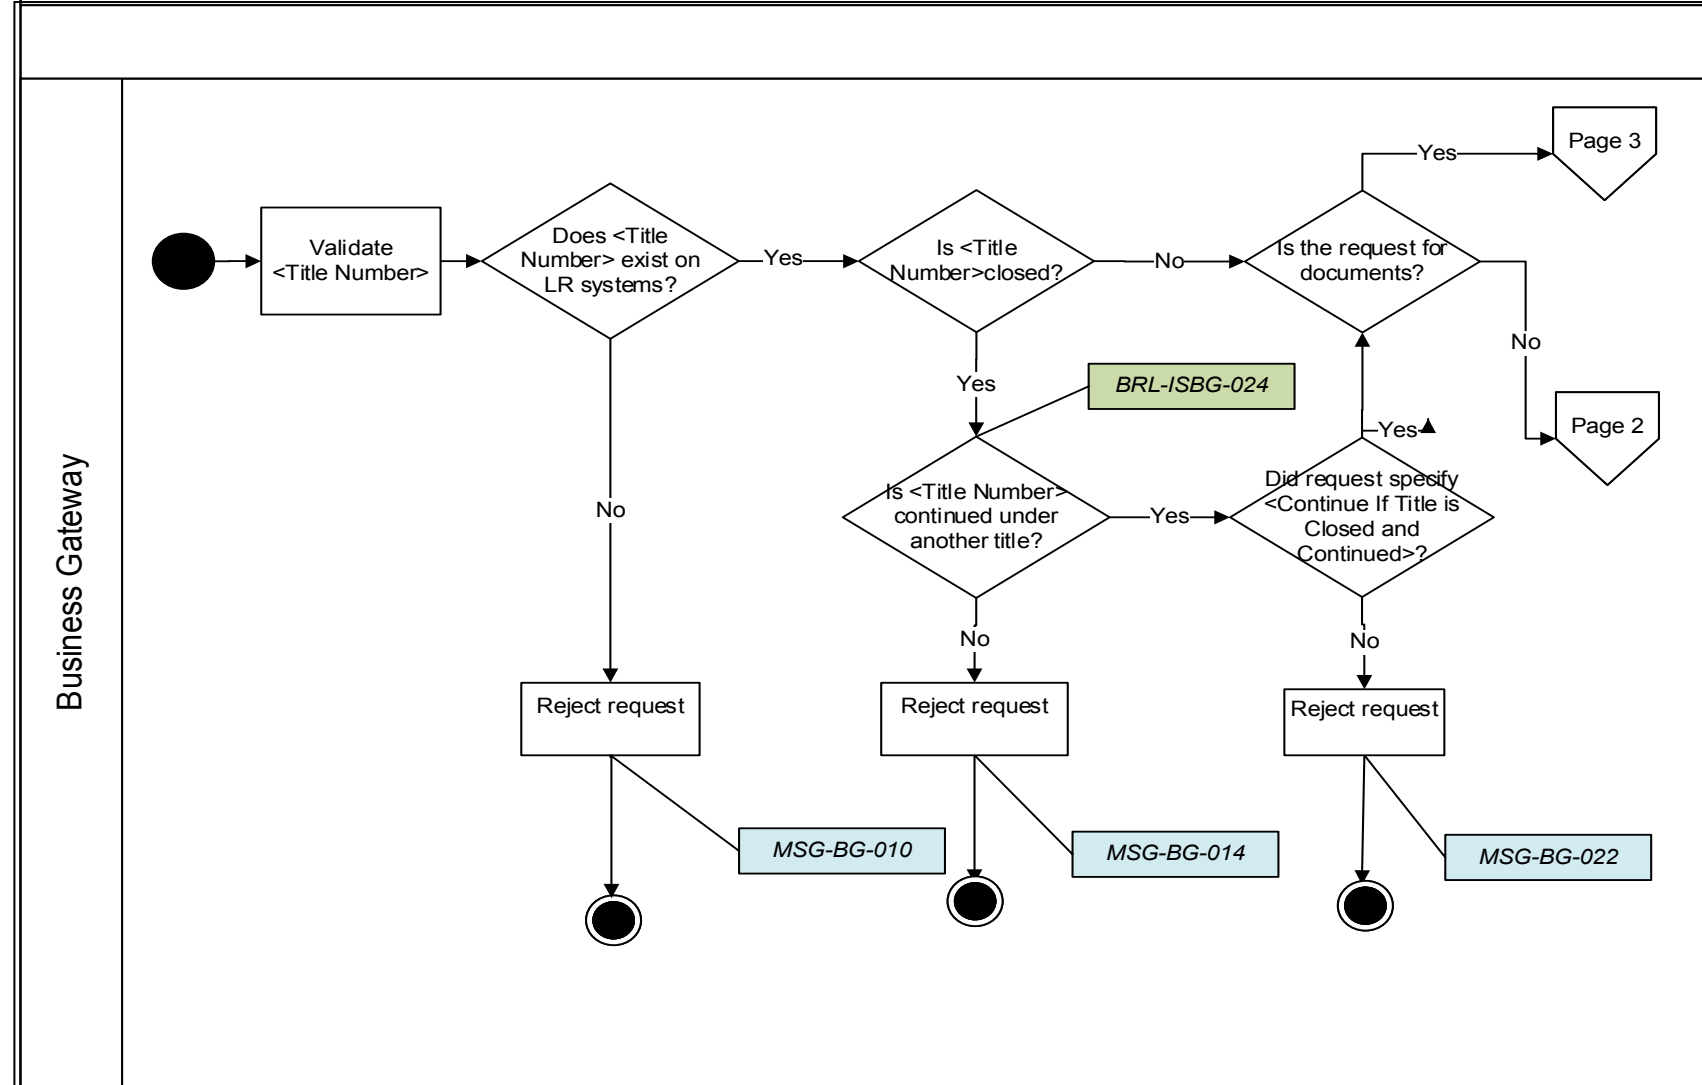 Business Gateway
Validate
<Title Number>
Does <Title
Number> exist on
LR systems?
Yes
Is <Title
Number>closed?
No
Is the request for
documents?
Yes
Page 3
No
Page 2
Yes
BRL-ISBG-024
Is <Title Number>
continued under
another title?
Yes
Did request specify
<Continue If Title is
Closed and
Continued>?
Yes
No
No
No
Reject request
Reject request
Reject request
MSG-BG-010
MSG-BG-014
MSG-BG-022